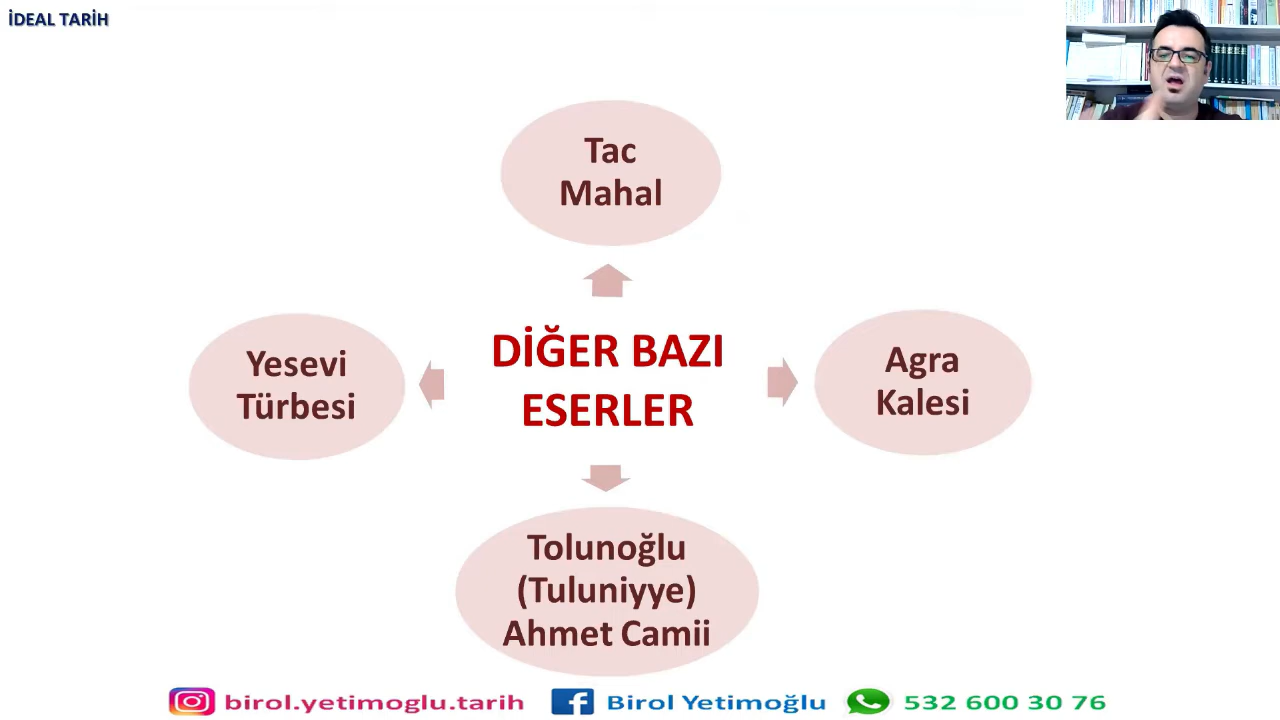 İDEAL TARİH
Tac
Mahal
DİĞER BAZI
ESERLER
Yesevi
Türbesi
Agra
Kalesi
Tolunoğlu
(Tuluniyye)
Ahmet Camii
birol.yetimoglu.tarih
Birol Yetimoğlu
532 600 30 76